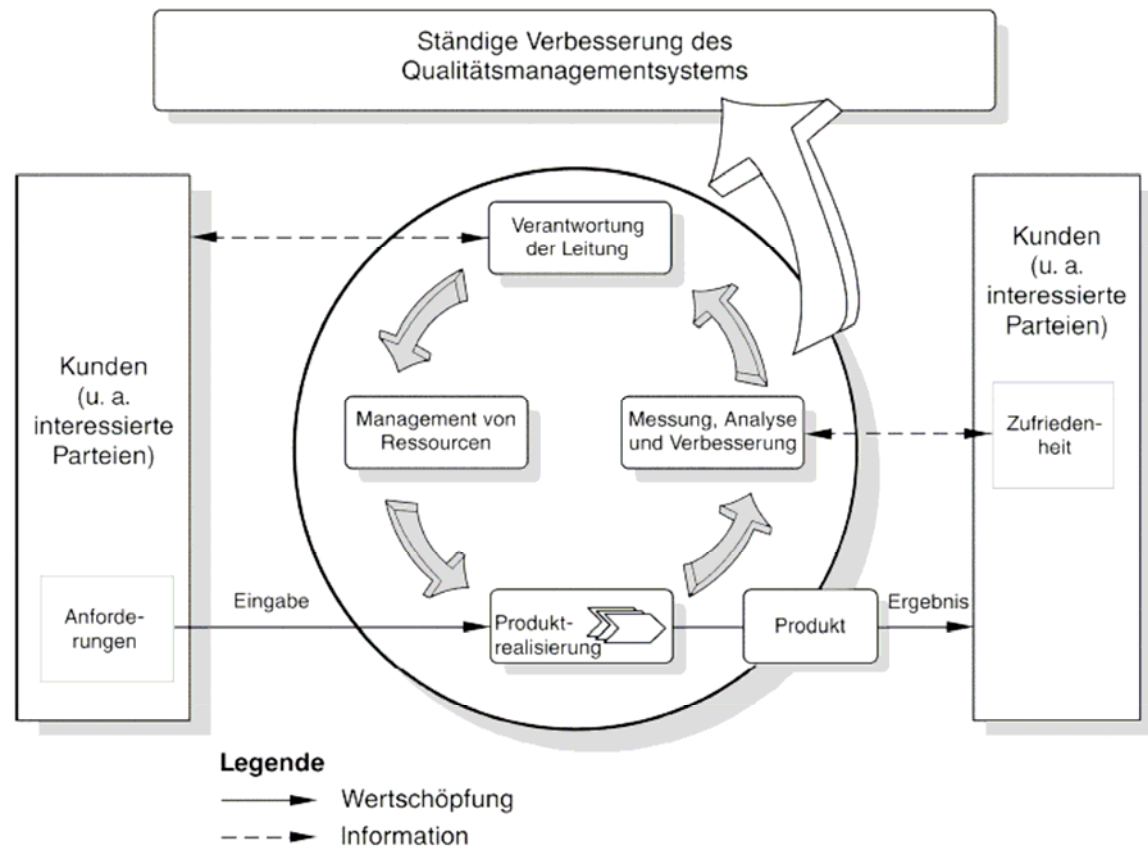 Ständige Verbesserung des
Qualitätsmanagementsystems
Verantwortung
der Leitung
Kunden
(u. a.
interessierte
Parteien)
Kunden
(u. a.
interessierte
Parteien)
Management von
Ressourcen
Messung, Analyse
und Verbesserung
Zufrieden-
heit
Anforde-
rungen
Eingabe
Produkt-
realisierung
Produkt
Ergebnis
Legende
Wertschöpfung
Information